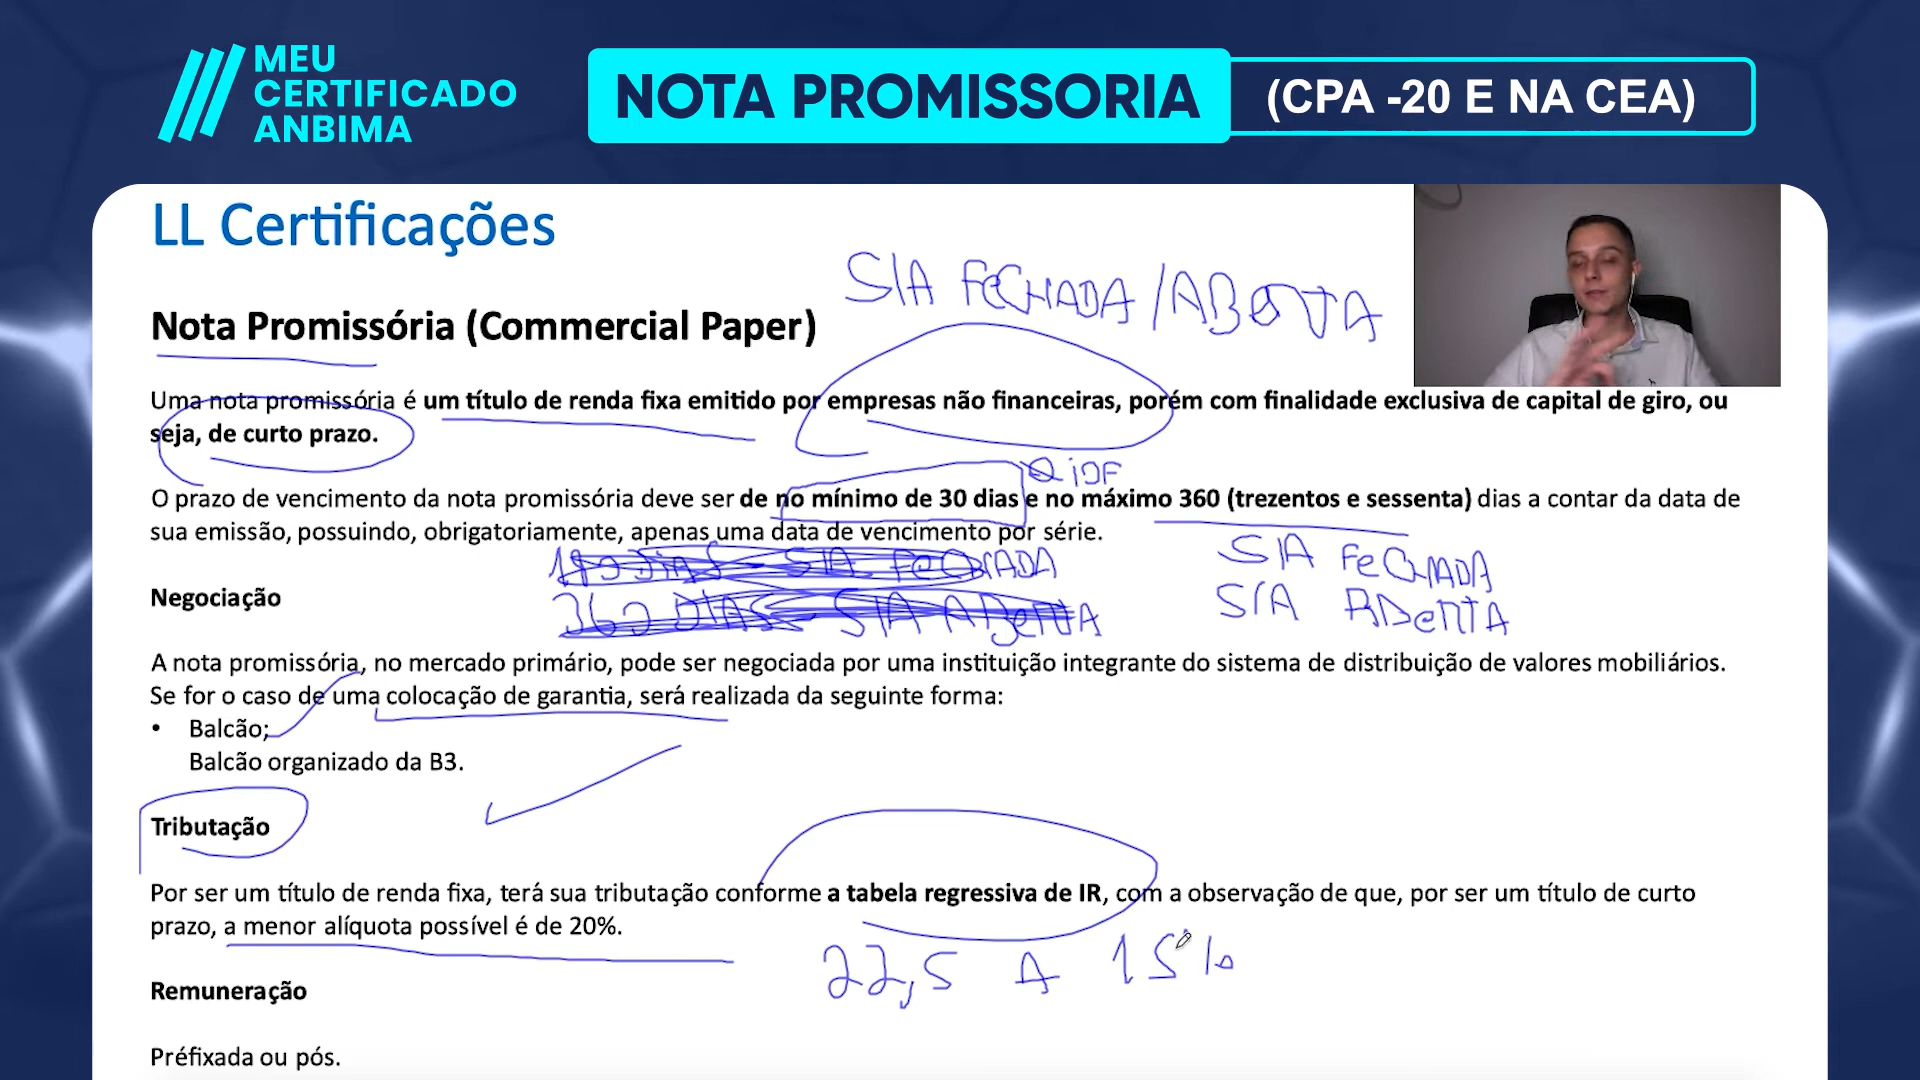 MEU
CERTIFICADO
ANBIMA
NOTA PROMISSORIA
(CPA -20 E NA CEA)
LL Certificações
S/A FeCHADA / ABeRTA
Nota Promissória (Commercial Paper)
Uma nota promissória é um título de renda fixa emitido por empresas não financeiras, porém com finalidade exclusiva de capital de giro, ou
seja, de curto prazo.
iOF
O prazo de vencimento da nota promissória deve ser de no mínimo de 30 dias e no máximo 360 (trezentos e sessenta) dias a contar da data de
sua emissão, possuindo, obrigatoriamente, apenas uma data de vencimento por série.
180 DiAS - S/A FeCHADA
S/A FeCHADA
360 DIAS - S/A ABeRTA
S/A ABeRTA
Negociação
A nota promissória, no mercado primário, pode ser negociada por uma instituição integrante do sistema de distribuição de valores mobiliários.
Se for o caso de uma colocação de garantia, será realizada da seguinte forma:
• Balcão;
Balcão organizado da B3.
Tributação
Por ser um título de renda fixa, terá sua tributação conforme a tabela regressiva de IR, com a observação de que, por ser um título de curto
prazo, a menor alíquota possível é de 20%.
22,5 A 15%
Remuneração
Préfixada ou pós.